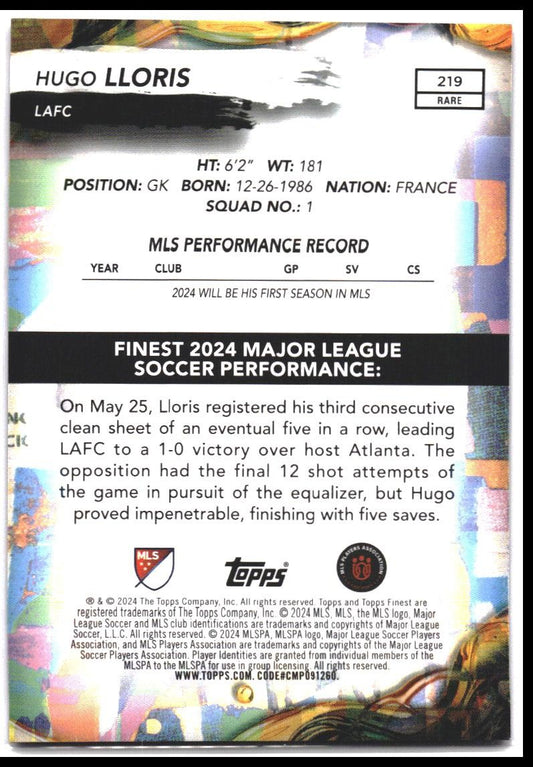 HUGO LLORIS
LAFC
219
RARE
HT: 6'2" WT: 181
POSITION: GK BORN: 12-26-1986 NATION: FRANCE
SQUAD NO.: 1
MLS PERFORMANCE RECORD
YEAR CLUB GP SV CS
2024 WILL BE HIS FIRST SEASON IN MLS
FINEST 2024 MAJOR LEAGUE
SOCCER PERFORMANCE:
On May 25, Lloris registered his third consecutive
clean sheet of an eventual five in a row, leading
LAFC to a 1-0 victory over host Atlanta. The
opposition had the final 12 shot attempts of
the game in pursuit of the equalizer, but Hugo
proved impenetrable, finishing with five saves.
MLS
Topps®
MLS PLAYERS ASSOCIATION
® & © 2024 The Topps Company, Inc. All rights reserved. Topps and Topps Finest are
registered trademarks of The Topps Company, Inc. © 2024 MLS, MLS, the MLS logo, Major
League Soccer and MLS club identifications are trademarks and copyrights of Major League
Soccer, L.L.C. All rights reserved. © 2024 MLSPA, MLSPA logo, Major League Soccer Players
Association, and MLS Players Association are trademarks and copyrights of the Major League
Soccer Players Association. Player Identities are granted from individual members of the
MLSPA to the MLSPA for use in group licensing. All rights reserved.
WWW.TOPPS.COM. CODE#CMP091260.